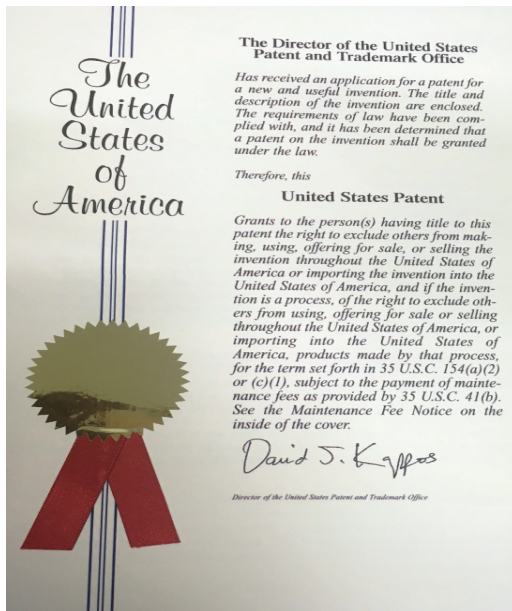 The
United
States
of
America
The Director of the United States
Patent and Trademark Office
Has received an application for a patent for
a new and useful invention. The title and
description of the invention are enclosed.
The requirements of law have been com-
plied with, and it has been determined that
a patent on the invention shall be granted
under the law.
Therefore, this
United States Patent
Grants to the person(s) having title to this
patent the right to exclude others from mak-
ing, using, offering for sale, or selling the
invention throughout the United States of
America or importing the invention into the
United States of America, and if the inven-
tion is a process, of the right to exclude oth-
ers from using, offering for sale or selling
throughout the United States of America, or
importing into the United States of
America, products made by that process,
for the term set forth in 35 U.S.C. 154(a)(2)
or (c)(1), subject to the payment of mainte-
nance fees as provided by 35 U.S.C. 41(b).
See the Maintenance Fee Notice on the
inside of the cover.
David J. Kappos
Director of the United States Patent and Trademark Office